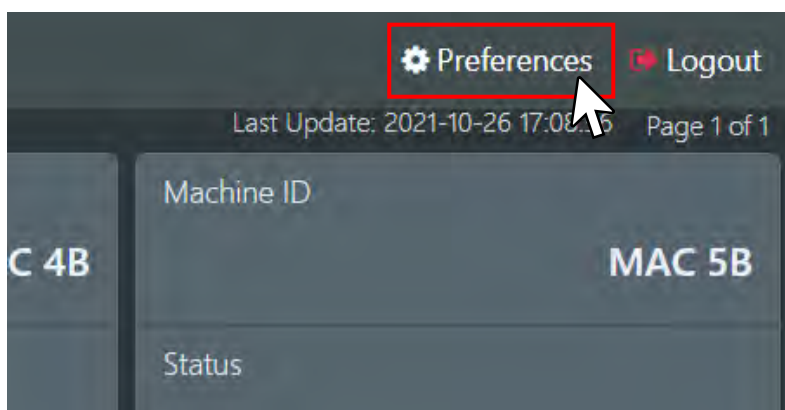 Preferences Logout
Last Update: 2021-10-26 17:08: 6 Page 1 of 1
Machine ID
C 4B MAC 5B
Status